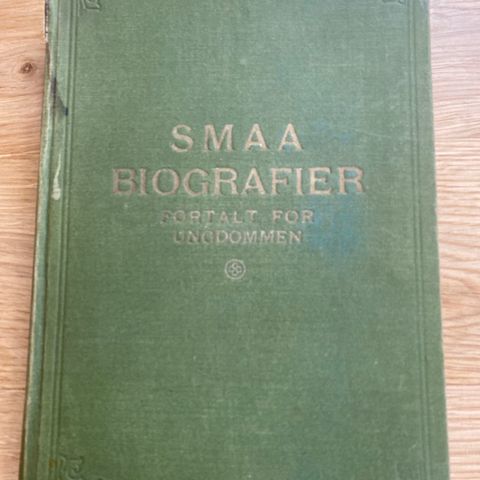 SMAA
BIOGRAFIER
FORTALT FOR
UNGDOMMEN